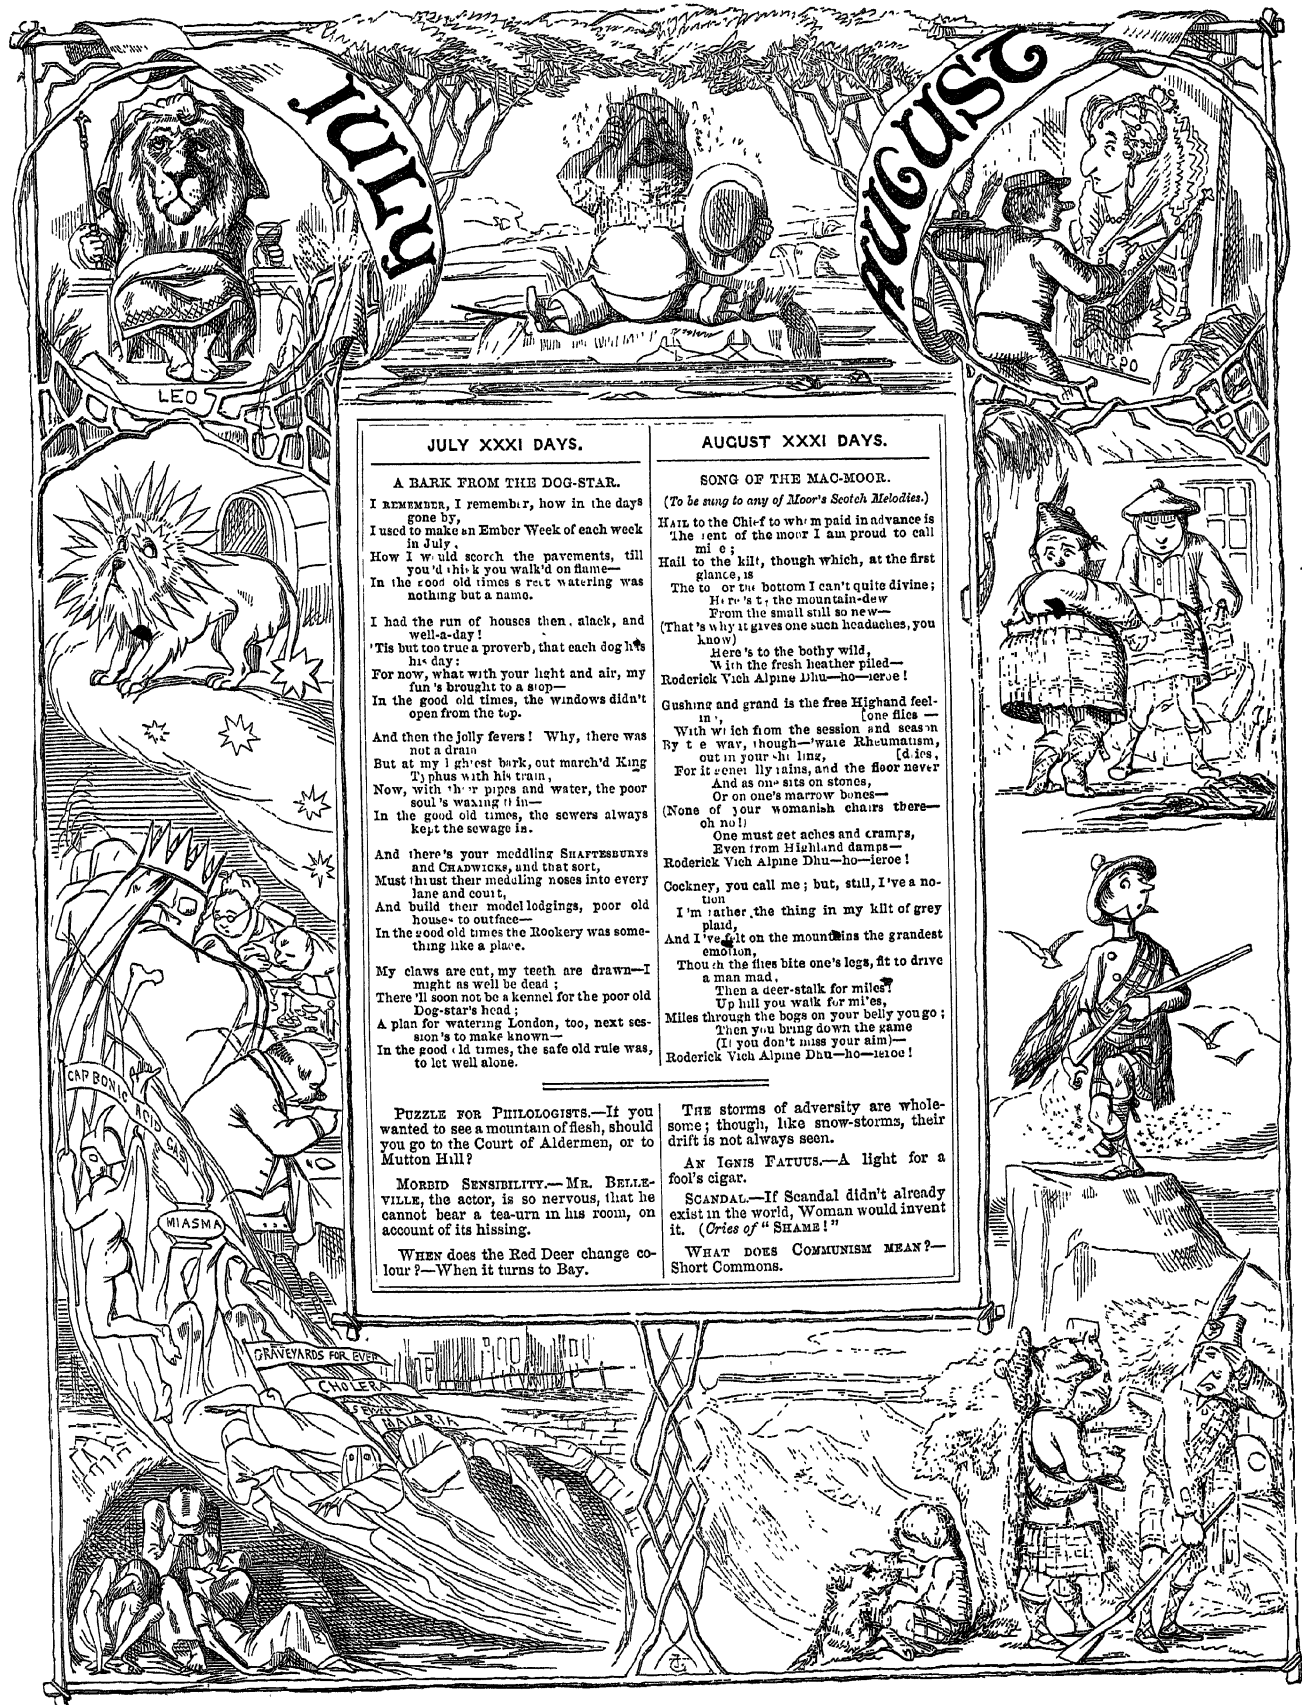 JULY
AUGUST
LEO
JULY XXXI DAYS.
A BARK FROM THE DOG-STAR.
I REMEMBER, I remember, how in the days
gone by,
I used to make an Ember Week of each week
in July,
How I would scorch the pavements, till
you'd think you walk'd on flame—
In the good old times street watering was
nothing but a name.
I had the run of houses then, alack, and
well-a-day!
'Tis but too true a proverb, that each dog has
his day:
For now, what with your light and air, my
fun's brought to a stop—
In the good old times, the windows didn't
open from the top.
And then the jolly fevers! Why, there was
not a drain
But at my lightest bark, out march'd King
Typhus with his train,
Now, with their pipes and water, the poor
soul's waxing thin—
In the good old times, the sewers always
kept the sewage in.
And there's your meddling SHAFTESBURYS
and CHADWICKS, and that sort,
Must thrust their meddling noses into every
lane and court,
And build their model lodgings, poor old
houses to outface—
In the good old times the Rookery was some-
thing like a place.
My claws are cut, my teeth are drawn—I
might as well be dead;
There'll soon not be a kennel for the poor old
Dog-star's head;
A plan for watering London, too, next ses-
sion's to make known—
In the good old times, the safe old rule was,
to let well alone.
AUGUST XXXI DAYS.
SONG OF THE MAC-MOOR.
(To be sung to any of Moor's Scotch Melodies.)
HAIL to the Chief to whom paid in advance is
The rent of the moor I am proud to call
mine;
Hail to the kilt, though which, at the first
glance, is
The top or the bottom I can't quite divine;
Here's to the mountain-dew
From the small still so new—
(That's why it gives one such headaches, you
know)
Here's to the bothy wild,
With the fresh heather piled—
Roderick Vich Alpine Dhu—ho—ieroe!
Gushing and grand is the free Highand feel-
in', [one flies—
With which from the session and season
By the way, though—'ware Rheumatism,
out in your shieling, [dries,
For it generally rains, and the floor never
And as one sits on stones,
Or on one's marrow bones—
(None of your womanish chairs there—
oh no!)
One must get aches and cramps,
Even from Highland damps—
Roderick Vich Alpine Dhu—ho—ieroe!
Cockney, you call me; but, still, I've a no-
tion
I'm rather the thing in my kilt of grey
plaid,
And I've felt on the mountains the grandest
emotion,
Though the flies bite one's legs, fit to drive
a man mad,
Then a deer-stalk for miles!
Up hill you walk for miles,
Miles through the bogs on your belly you go;
Then you bring down the game
(If you don't miss your aim)—
Roderick Vich Alpine Dhu—ho—ieroe!
PUZZLE FOR PHILOLOGISTS.—If you
wanted to see a mountain of flesh, should
you go to the Court of Aldermen, or to
Mutton Hill?
MORBID SENSIBILITY.—MR. BELLE-
VILLE, the actor, is so nervous, that he
cannot bear a tea-urn in his room, on
account of its hissing.
WHEN does the Red Deer change co-
lour?—When it turns to Bay.
THE storms of adversity are whole-
some; though, like snow-storms, their
drift is not always seen.
AN IGNIS FATUUS.—A light for a
fool's cigar.
SCANDAL.—If Scandal didn't already
exist in the world, Woman would invent
it. (Cries of "SHAME!"
WHAT DOES COMMUNISM MEAN?—
Short Commons.
CARBONIC ACID GAS
MIASMA
GRAVEYARDS FOR EVER
CHOLERA
MALARIA